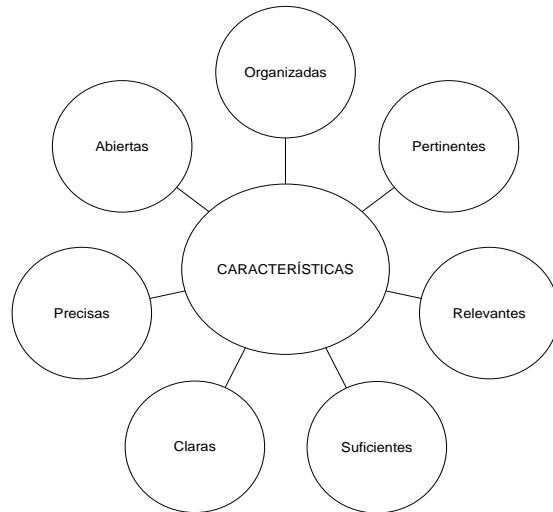 Organizadas
Abiertas
Pertinentes
CARACTERÍSTICAS
Precisas
Relevantes
Claras
Suficientes